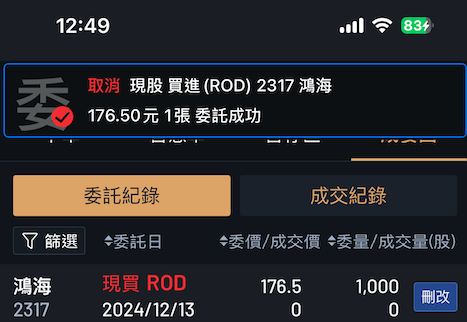 12:49
83
委
取消 現股 買進 (ROD) 2317 鴻海
176.50元 1張 委託成功
委託紀錄
成交紀錄
篩選
委託日
委價/成交價
委量/成交量(股)
鴻海 現買 ROD 176.5 1,000 刪改
2317 2024/12/13 0 0